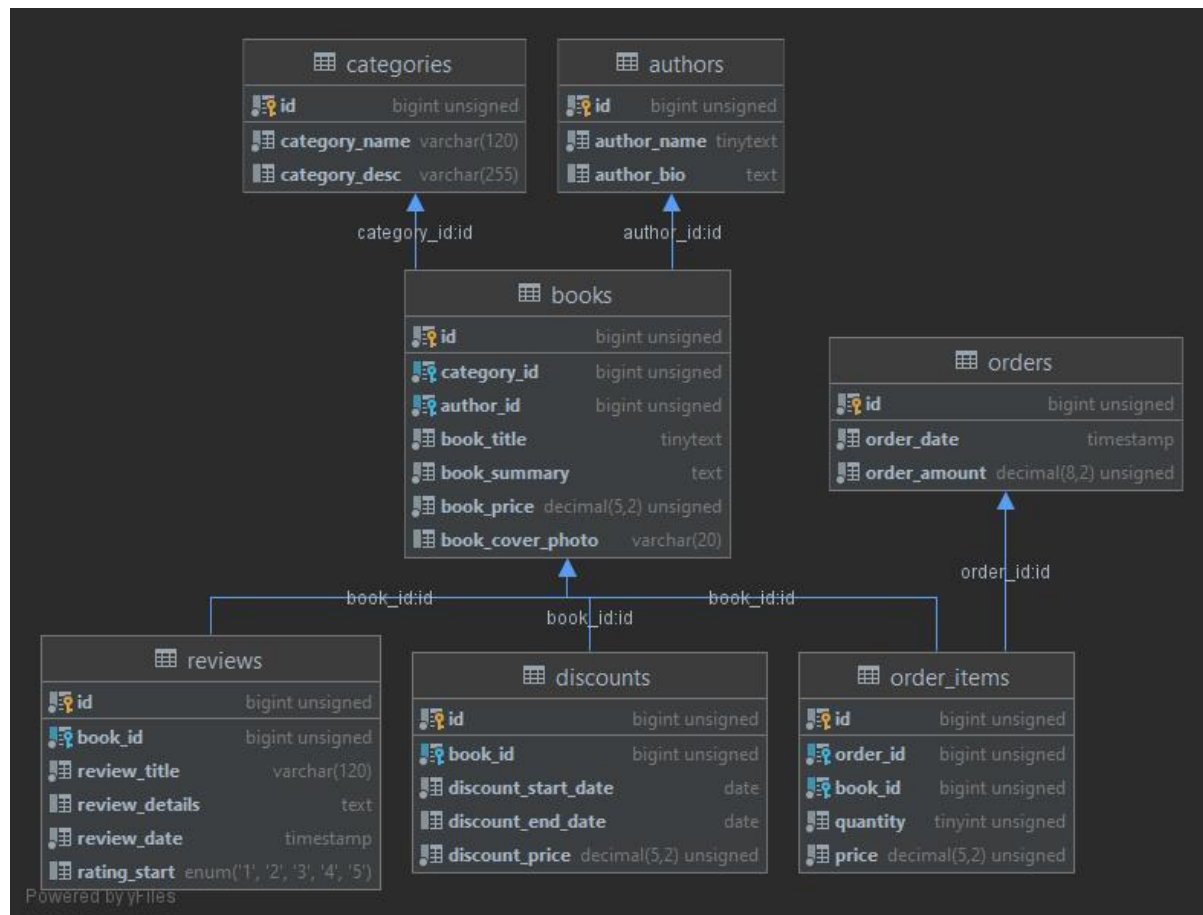 categories
id bigint unsigned
category_name varchar(120)
category_desc varchar(255)
authors
id bigint unsigned
author_name tinytext
author_bio text
category_id:id
author_id:id
books
id bigint unsigned
category_id bigint unsigned
author_id bigint unsigned
book_title tinytext
book_summary text
book_price decimal(5,2) unsigned
book_cover_photo varchar(20)
orders
id bigint unsigned
order_date timestamp
order_amount decimal(8,2) unsigned
order_id:id
book_id:id
book_id:id
book_id:id
reviews
id bigint unsigned
book_id bigint unsigned
review_title varchar(120)
review_details text
review_date timestamp
rating_start enum('1', '2', '3', '4', '5')
discounts
id bigint unsigned
book_id bigint unsigned
discount_start_date date
discount_end_date date
discount_price decimal(5,2) unsigned
order_items
id bigint unsigned
order_id bigint unsigned
book_id bigint unsigned
quantity tinyint unsigned
price decimal(5,2) unsigned
Powered by yFiles